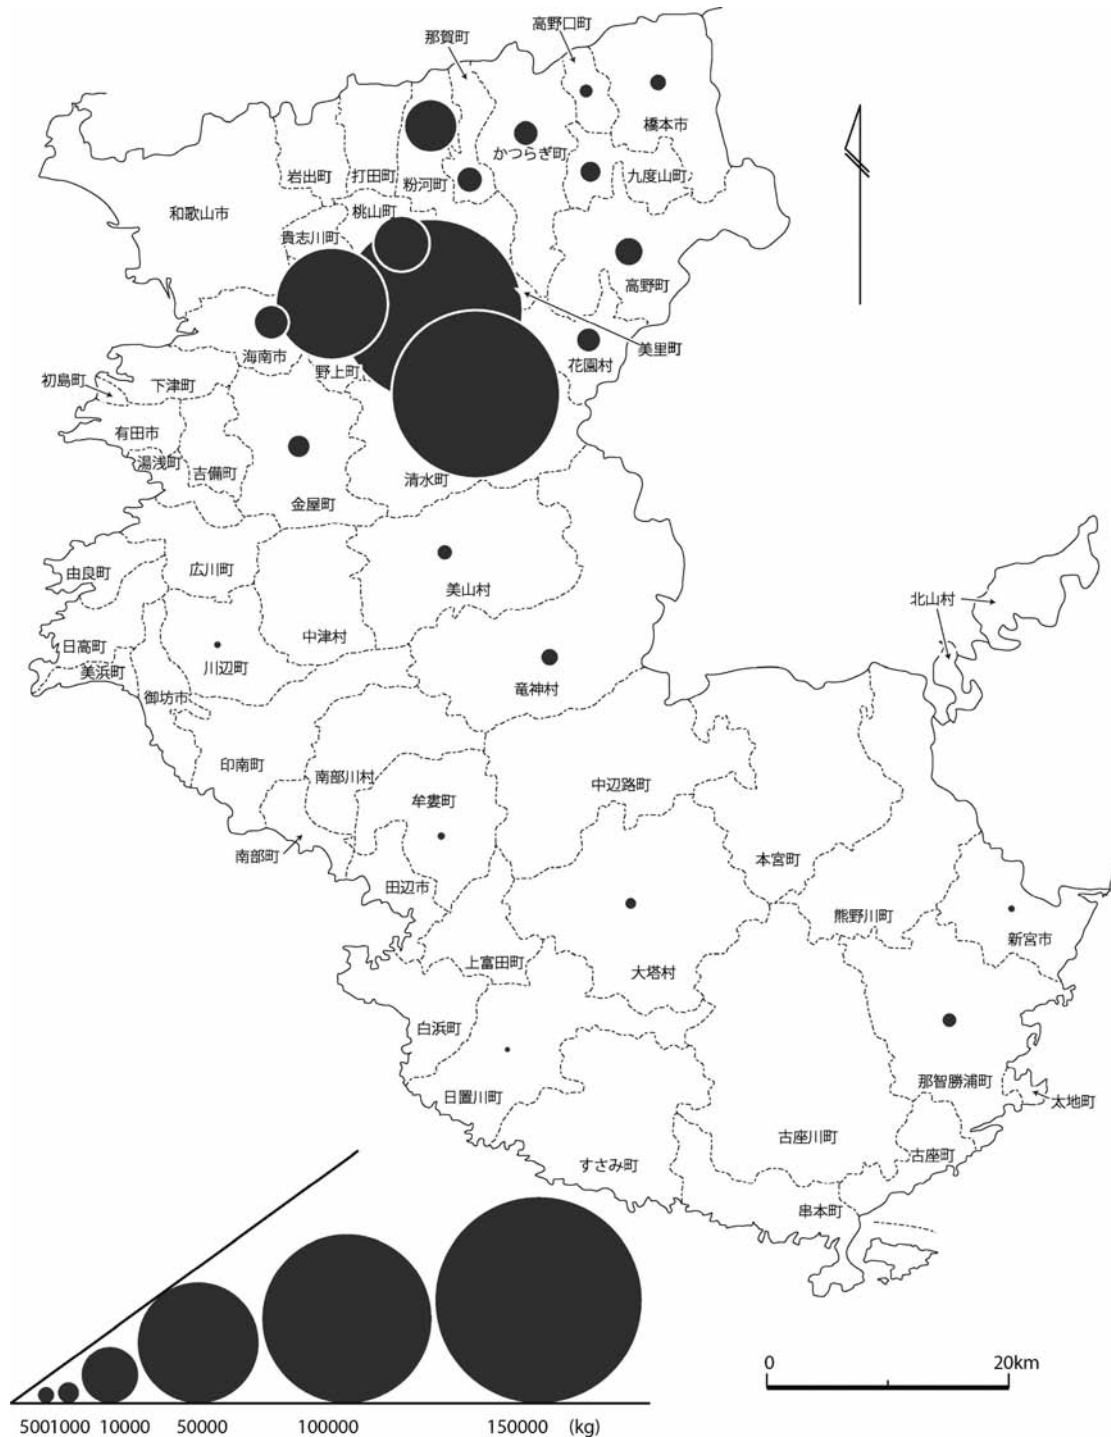 高野口町
那賀町
橋本市
かつらぎ町
九度山町
岩出町
打田町
粉河町
和歌山市
桃山町
貴志川町
高野町
美里町
海南市
野上町
花園村
初島町
下津町
有田市
湯浅町
吉備町
清水町
金屋町
由良町
広川町
美山村
北山村
日高町
美浜町
川辺町
中津村
竜神村
御坊市
印南町
南部川村
牟婁町
中辺路町
南部町
田辺市
本宮町
熊野川町
新宮市
上富田町
大塔村
白浜町
日置川町
那智勝浦町
太地町
すさみ町
古座川町
古座町
串本町
0 20km
500 1000 10000 50000 100000 150000 (kg)